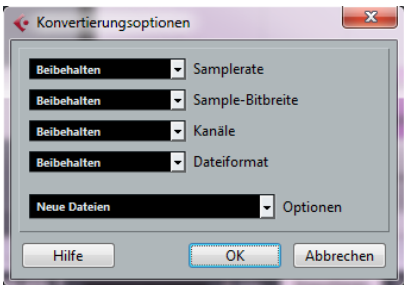 Konvertierungsoptionen
Beibehalten Samplerate
Beibehalten Sample-Bitbreite
Beibehalten Kanäle
Beibehalten Dateiformat
Neue Dateien Optionen
Hilfe OK Abbrechen